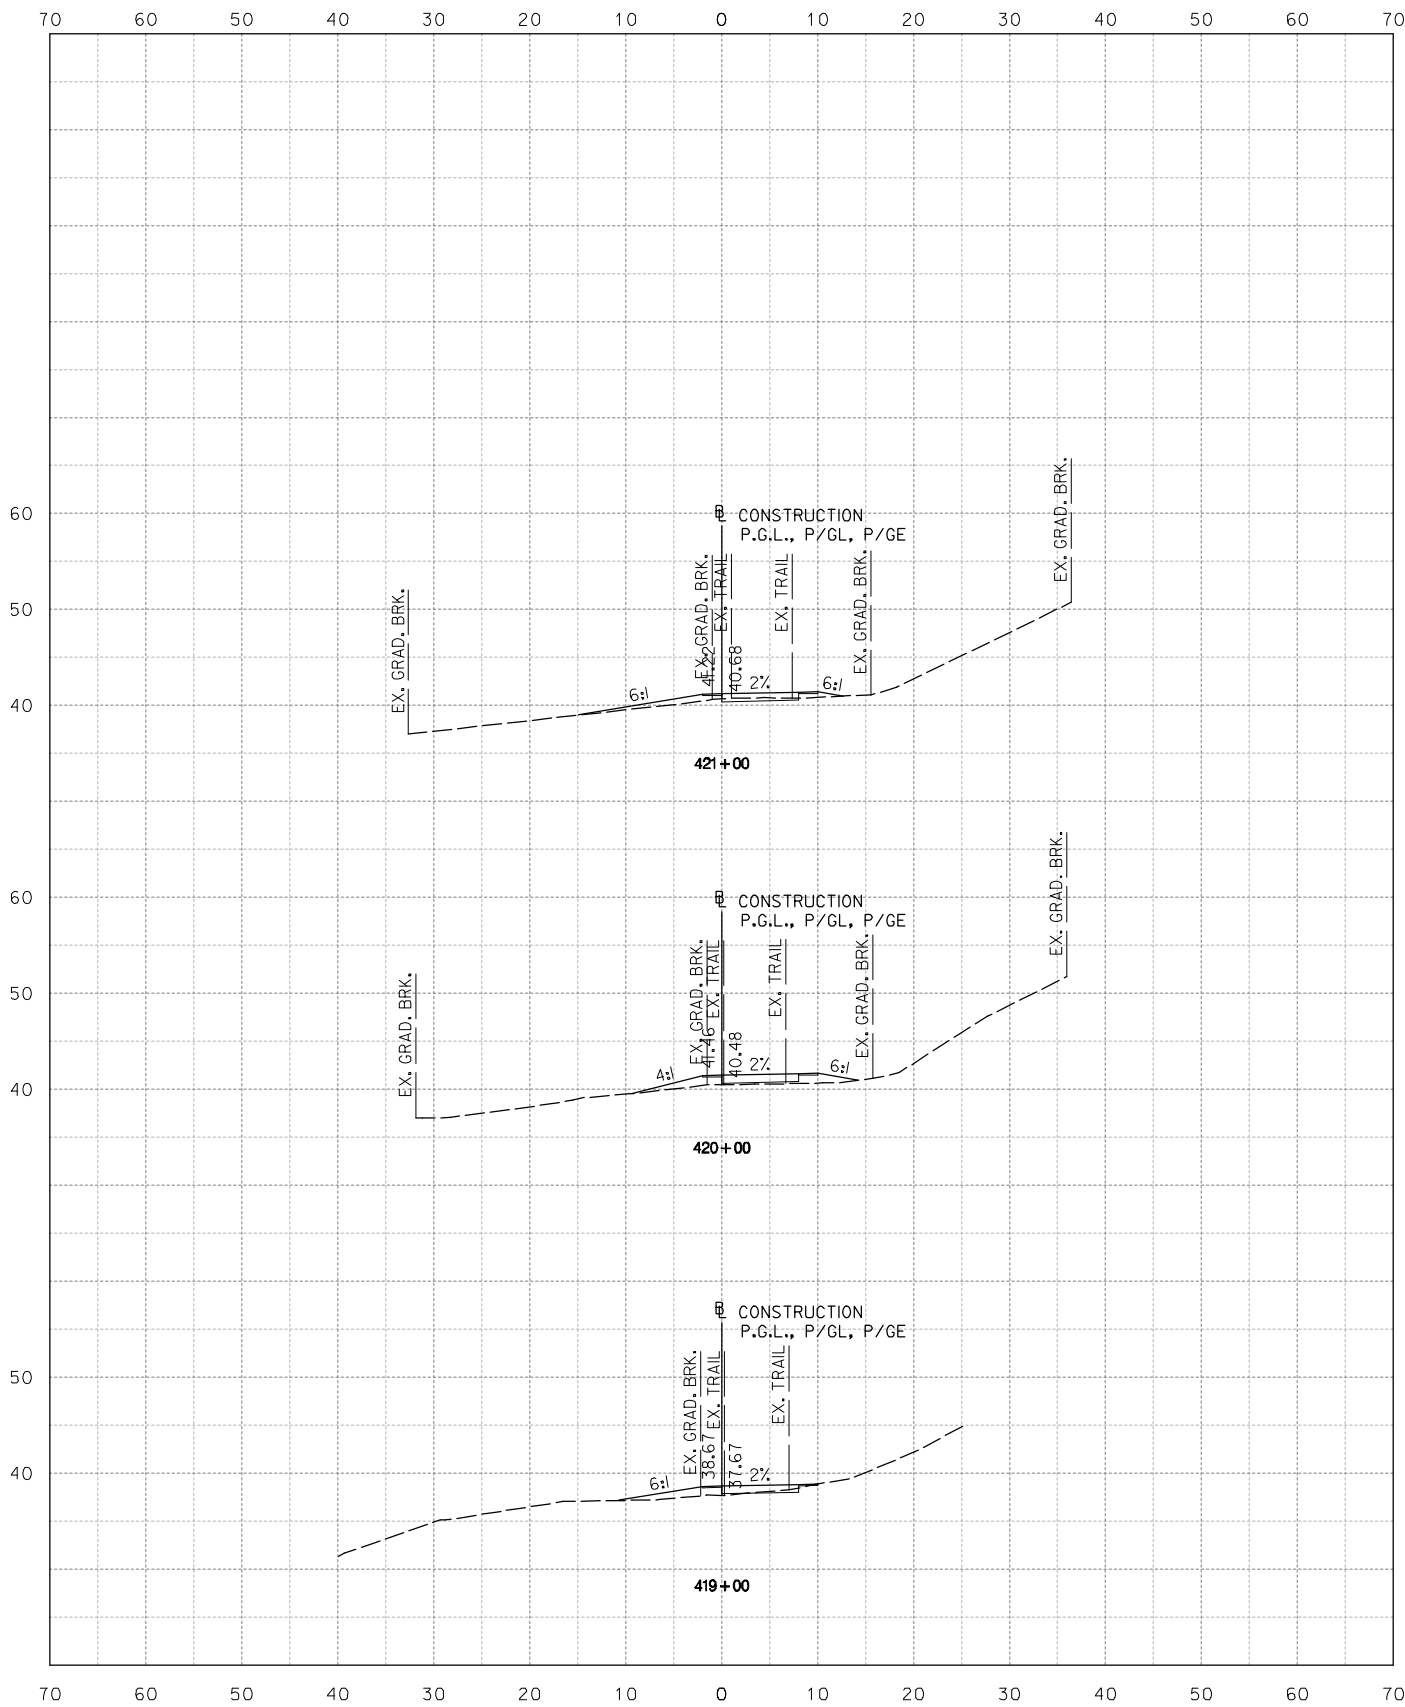 70 60 50 40 30 20 10 0 10 20 30 40 50 60 70
60
50
40
EX. GRAD. BRK.
EX. GRAD. BRK.
EX. TRAIL
℄ CONSTRUCTION
P.G.L., P/GL, P/GE
EX. TRAIL
EX. GRAD. BRK.
EX. GRAD. BRK.
6:1
41.22
40.68
2%
6:1
421+00
60
50
40
EX. GRAD. BRK.
EX. GRAD. BRK.
EX. TRAIL
℄ CONSTRUCTION
P.G.L., P/GL, P/GE
EX. TRAIL
EX. GRAD. BRK.
EX. GRAD. BRK.
4:1
41.46
40.48
2%
6:1
420+00
50
40
EX. GRAD. BRK.
EX. TRAIL
℄ CONSTRUCTION
P.G.L., P/GL, P/GE
EX. TRAIL
6:1
38.67
37.67
2%
419+00
70 60 50 40 30 20 10 0 10 20 30 40 50 60 70